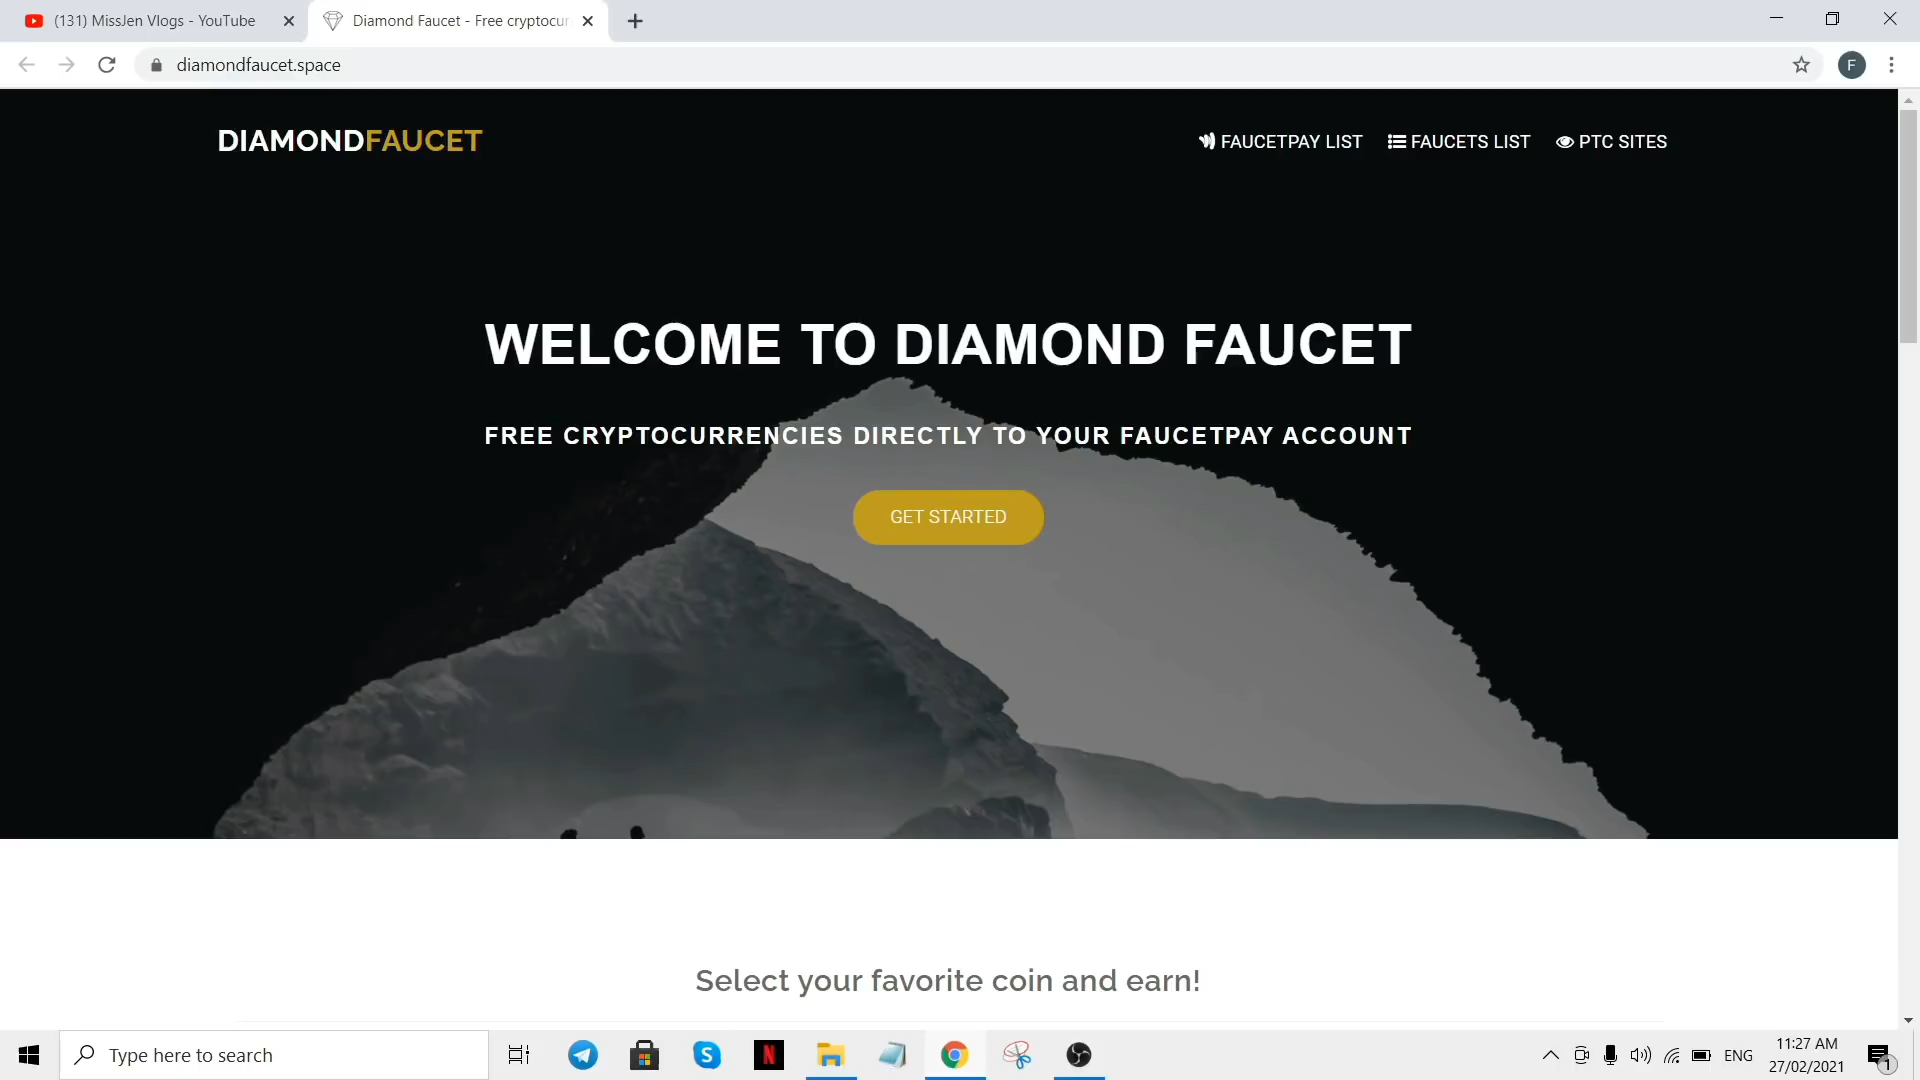 (131) MissJen Vlogs - YouTube
Diamond Faucet - Free cryptocur
diamondfaucet.space
F
DIAMONDFAUCET
FAUCETPAY LIST
FAUCETS LIST
PTC SITES
WELCOME TO DIAMOND FAUCET
FREE CRYPTOCURRENCIES DIRECTLY TO YOUR FAUCETPAY ACCOUNT
GET STARTED
Select your favorite coin and earn!
Type here to search
S
N
ENG
11:27 AM
27/02/2021
1